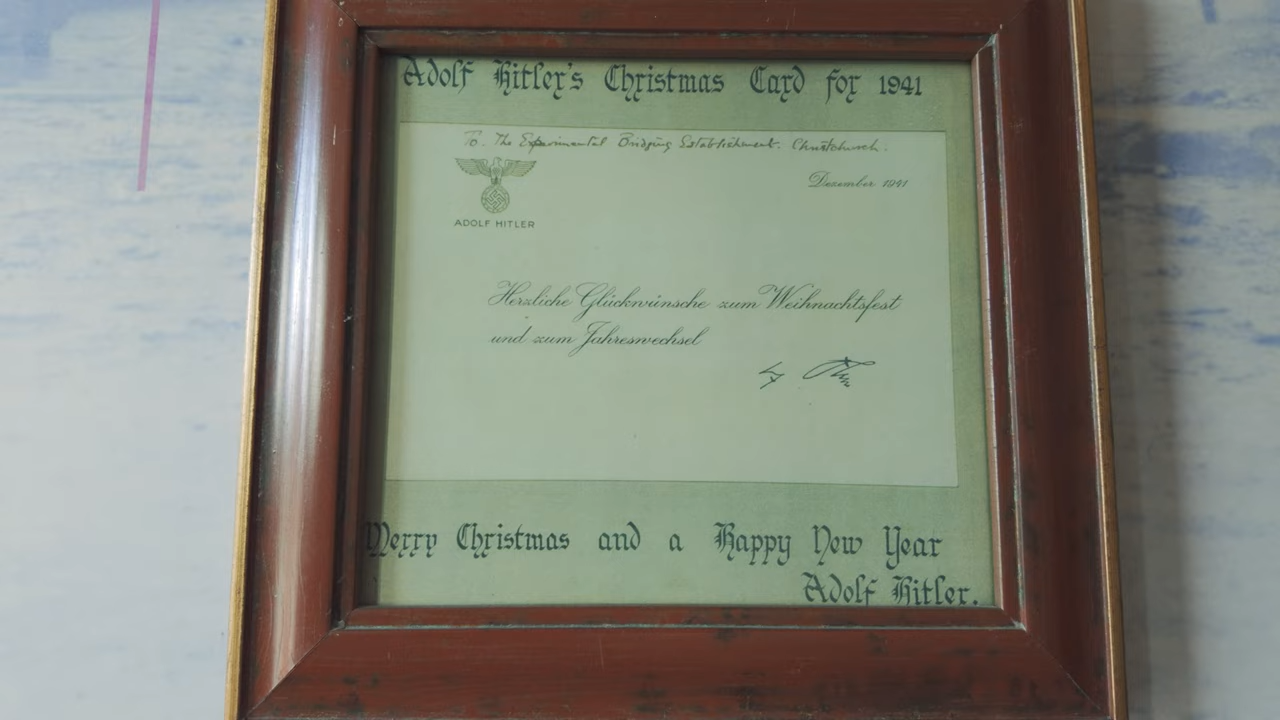 Adolf Hitler's Christmas Card for 1941
To. The Experimental Bridging Establishment. Christchurch.
Dezember 1941
ADOLF HITLER
Herzliche Glückwünsche zum Weihnachtsfest
und zum Jahreswechsel
Merry Christmas and a Happy New Year
Adolf Hitler.